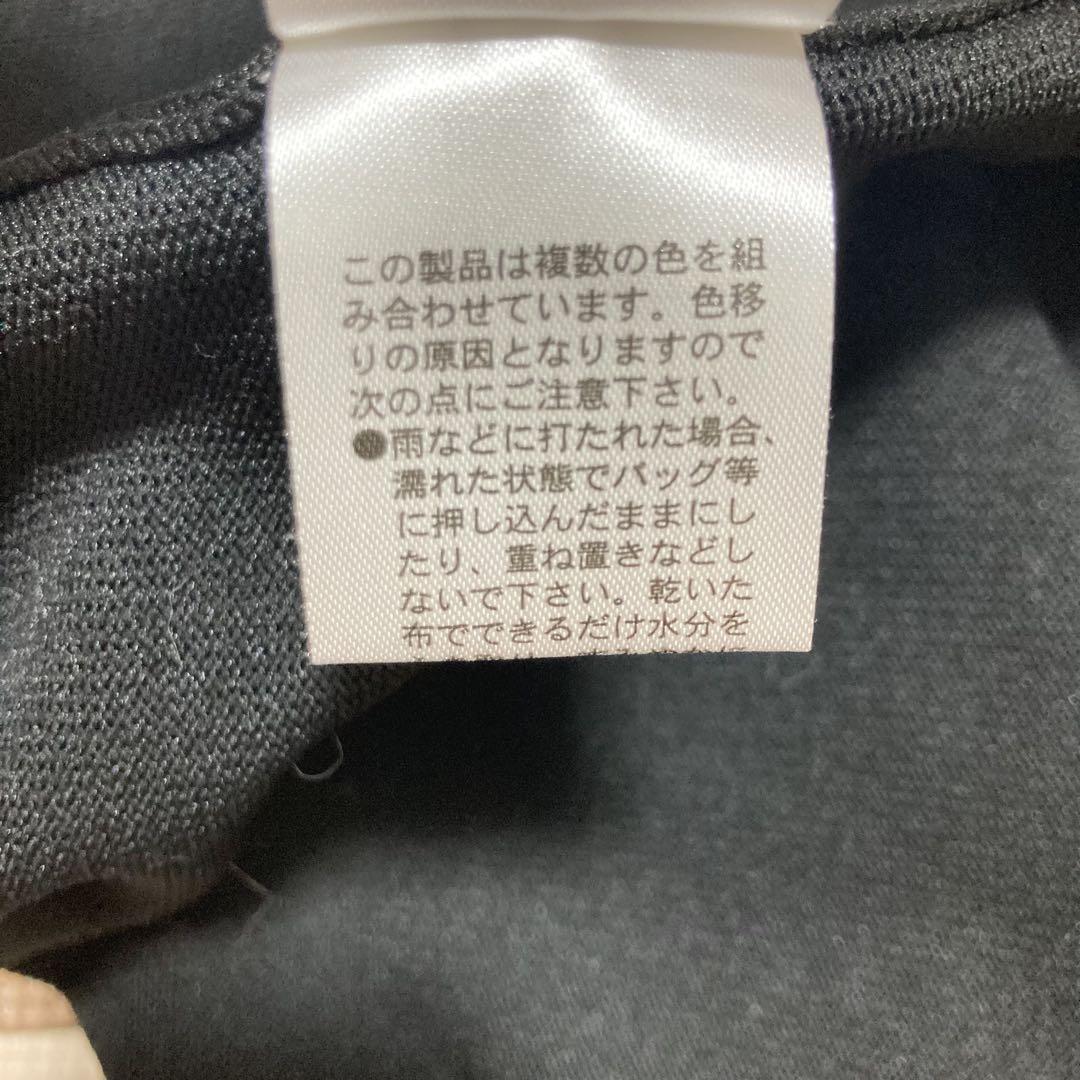 この製品は複数の色を組
み合わせています。色移
りの原因となりますので
次の点にご注意下さい。
●雨などに打たれた場合、
濡れた状態でバッグ等
に押し込んだままにし
たり、重ね置きなどし
ないで下さい。乾いた
布でできるだけ水分を